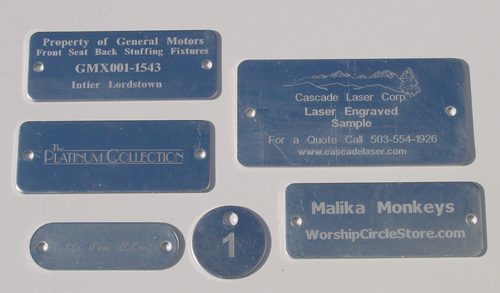 Property of General Motors
Front Seat Back Stuffing Fixtures
GMX001-1543
Intier Lordstown
Cascade Laser Corp.
Laser Engraved
Sample
For a Quote Call 503-554-1926
www.cascadelaser.com
The
PLATINUM COLLECTION
Malika Monkeys
WorshipCircleStore.com
1